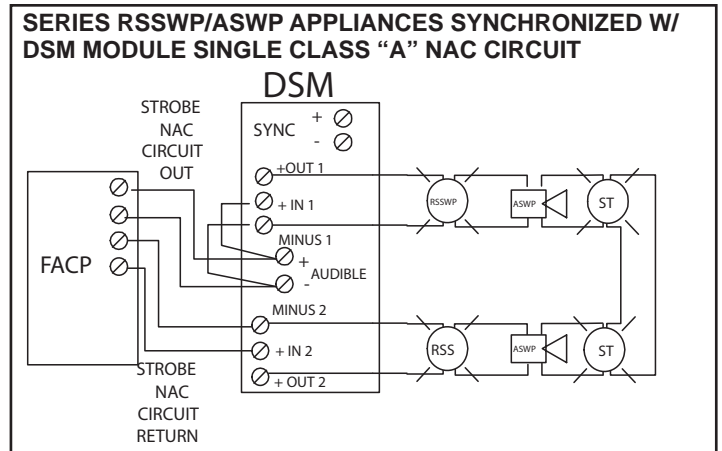 SERIES RSSWP/ASWP APPLIANCES SYNCHRONIZED W/
DSM MODULE SINGLE CLASS “A” NAC CIRCUIT
DSM
STROBE
NAC
CIRCUIT
OUT
SYNC
+
-
+OUT 1
+ IN 1
MINUS 1
+
AUDIBLE
-
MINUS 2
+ IN 2
+ OUT 2
FACP
STROBE
NAC
CIRCUIT
RETURN
RSSWP
ASWP
ST
RSS
ASWP
ST